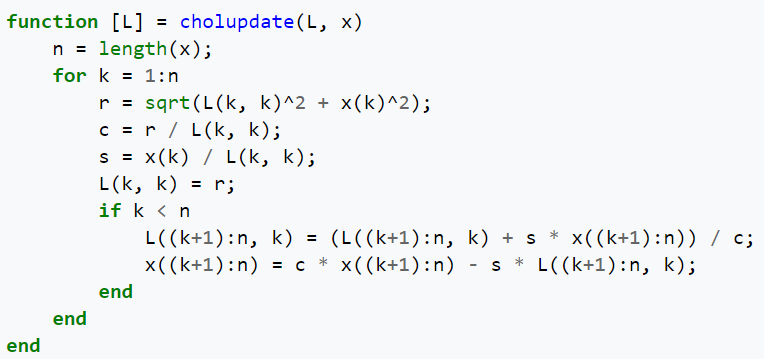 function [L] = cholupdate(L, x)
    n = length(x);
    for k = 1:n
        r = sqrt(L(k, k)^2 + x(k)^2);
        c = r / L(k, k);
        s = x(k) / L(k, k);
        L(k, k) = r;
        if k < n
            L((k+1):n, k) = (L((k+1):n, k) + s * x((k+1):n)) / c;
            x((k+1):n) = c * x((k+1):n) - s * L((k+1):n, k);
        end
    end
end